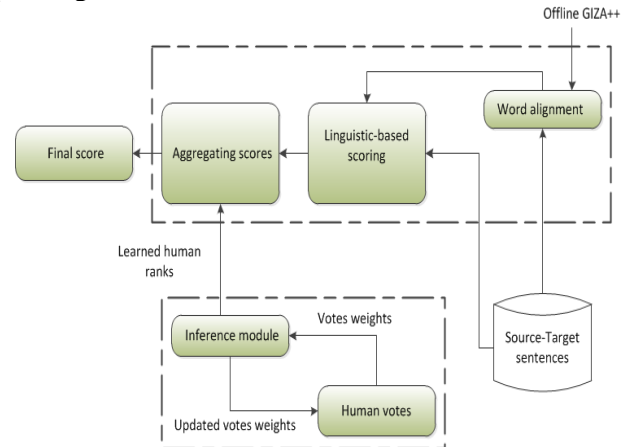 Offline GIZA++
Word alignment
Linguistic-based
scoring
Aggregating scores
Final score
Learned human
ranks
Inference module
Votes weights
Source-Target
sentences
Human votes
Updated votes weights